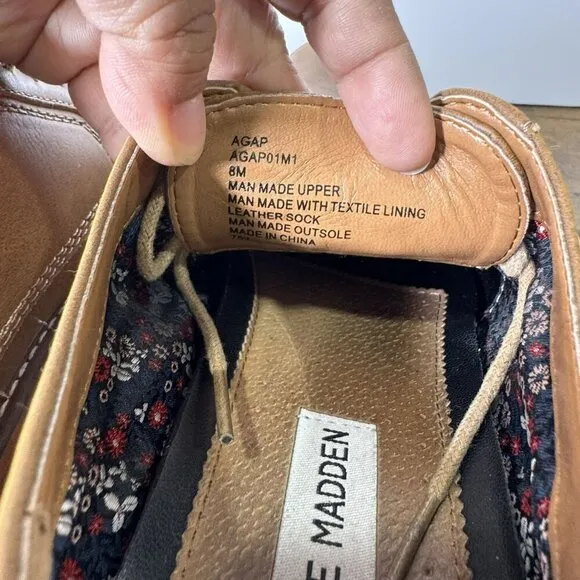 AGAP
AGAP01M1
8M
MAN MADE UPPER
MAN MADE WITH TEXTILE LINING
LEATHER SOCK
MAN MADE OUTSOLE
MADE IN CHINA
E MADDEN